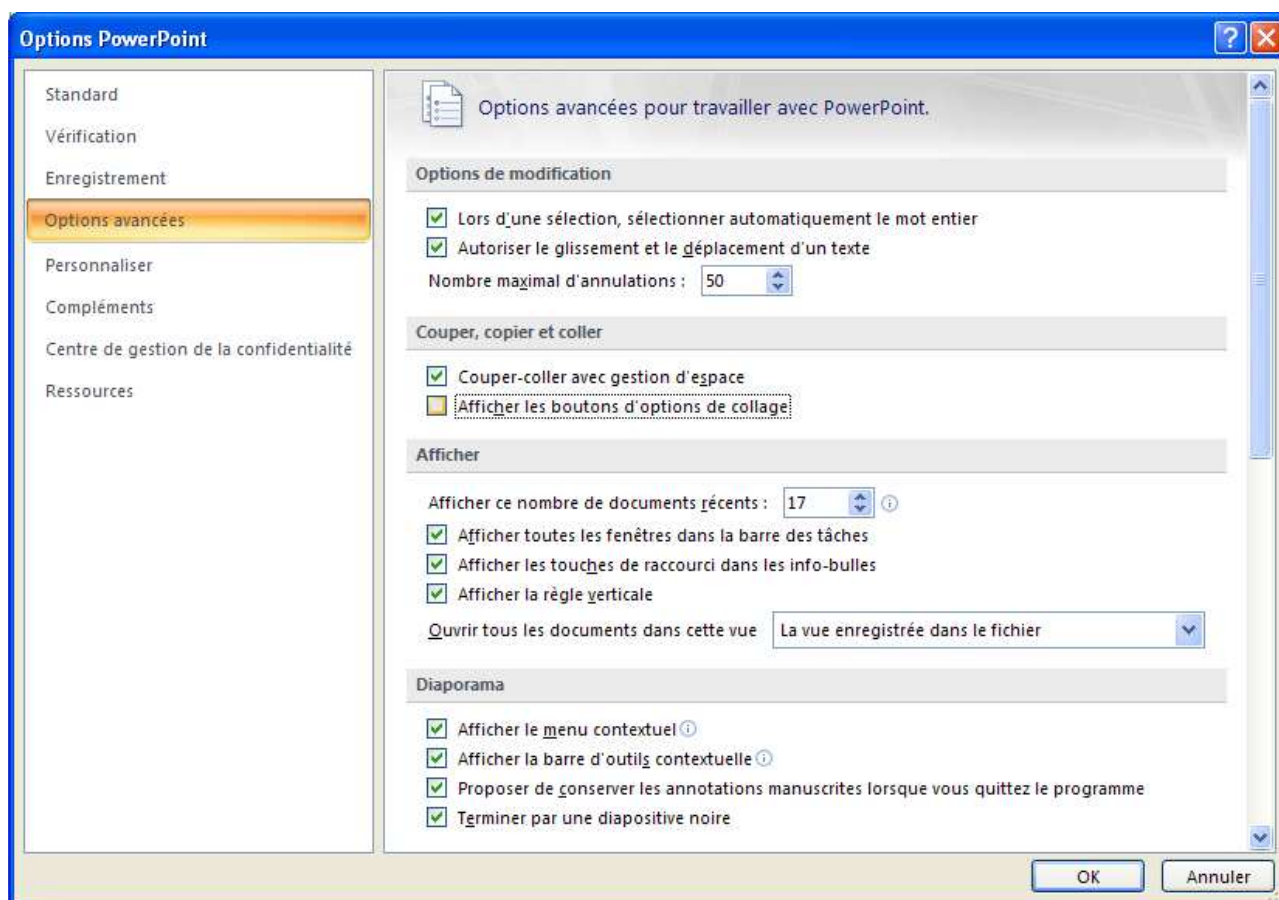 Options PowerPoint
Standard
Vérification
Enregistrement
Options avancées
Personnaliser
Compléments
Centre de gestion de la confidentialité
Ressources
Options avancées pour travailler avec PowerPoint.
Options de modification
Lors d'une sélection, sélectionner automatiquement le mot entier
Autoriser le glissement et le déplacement d'un texte
Nombre maximal d'annulations : 50
Couper, copier et coller
Couper-coller avec gestion d'espace
Afficher les boutons d'options de collage
Afficher
Afficher ce nombre de documents récents : 17
Afficher toutes les fenêtres dans la barre des tâches
Afficher les touches de raccourci dans les info-bulles
Afficher la règle verticale
Ouvrir tous les documents dans cette vue La vue enregistrée dans le fichier
Diaporama
Afficher le menu contextuel
Afficher la barre d'outils contextuelle
Proposer de conserver les annotations manuscrites lorsque vous quittez le programme
Terminer par une diapositive noire
OK Annuler